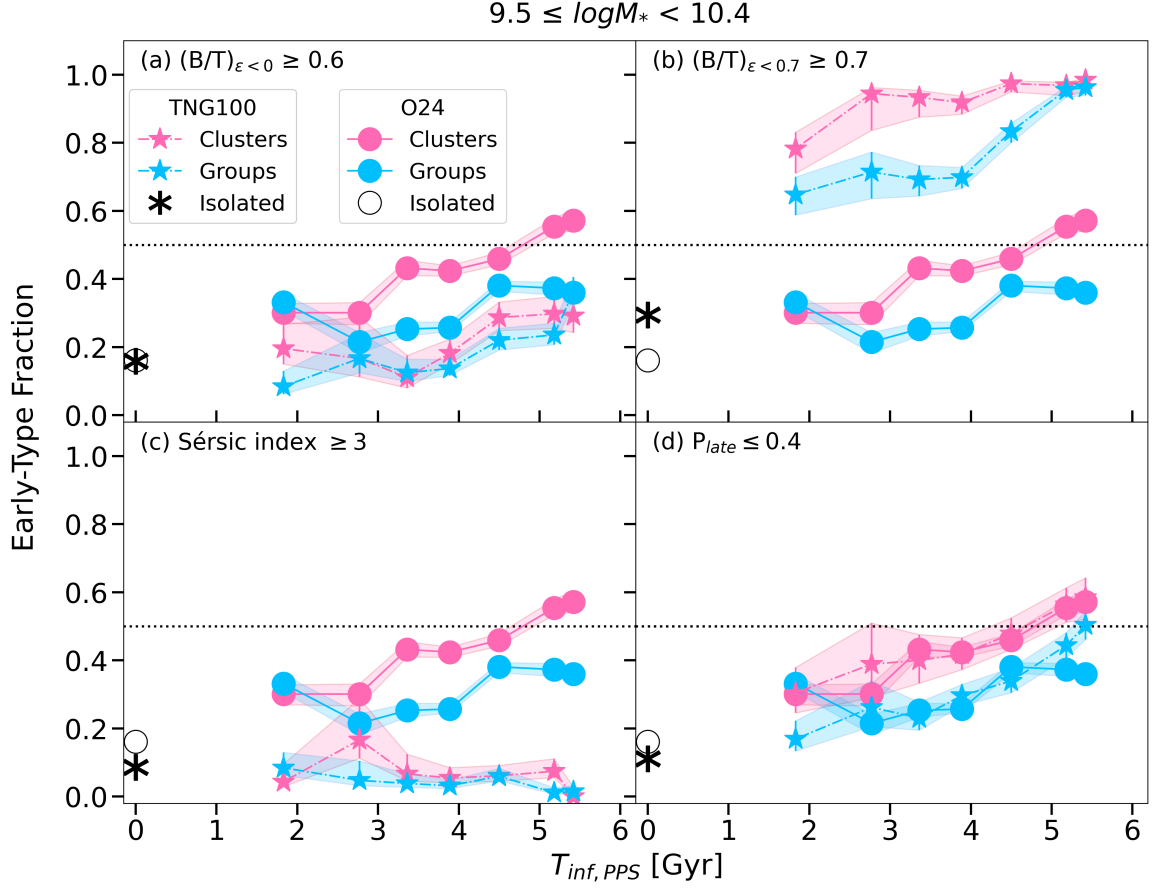 9.5 ≤ logM* < 10.4
Early-Type Fraction
(a) (B/T)ε<0 ≥ 0.6
TNG100
Clusters
Groups
Isolated
O24
Clusters
Groups
Isolated
1.0
0.8
0.6
0.4
0.2
0.0
(b) (B/T)ε<0.7 ≥ 0.7
(c) Sérsic index ≥ 3
1.0
0.8
0.6
0.4
0.2
0.0
(d) Plate ≤ 0.4
0 1 2 3 4 5 6
0 1 2 3 4 5 6
Tinf,PPS [Gyr]